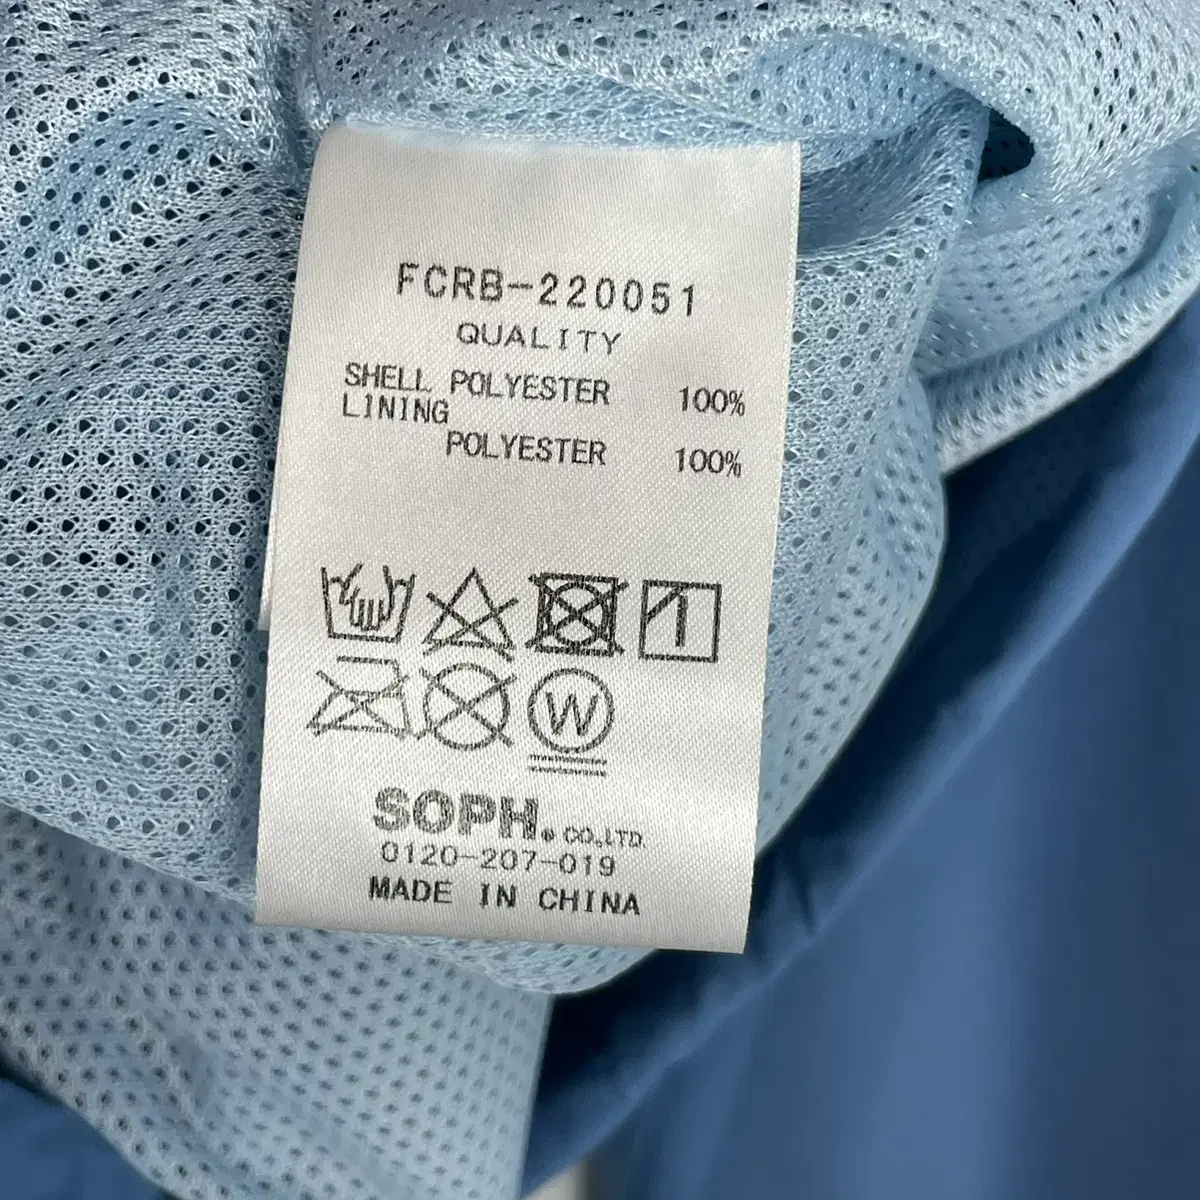 FCRB-220051
QUALITY
SHELL POLYESTER 100%
LINING
POLYESTER 100%
W
SOPH. CO.,LTD.
0120-207-019
MADE IN CHINA